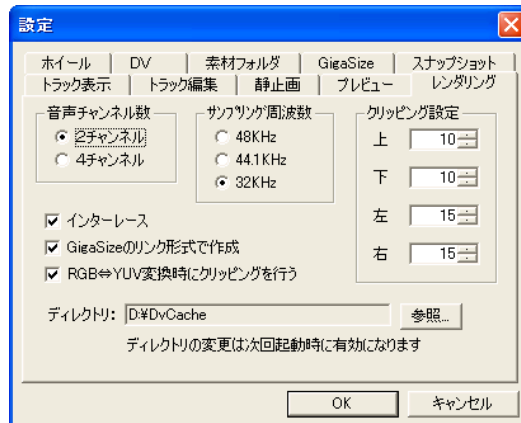 設定
ホイール DV 素材フォルダ GigaSize スナップショット
トラック表示 トラック編集 静止画 プレビュー レンダリング
音声チャンネル数 サンプリング周波数 クリッピング設定
2チャンネル 48KHz 上 10
4チャンネル 44.1KHz 下 10
32KHz 左 15
インターレース 右 15
GigaSizeのリンク形式で作成
RGB⇔YUV変換時にクリッピングを行う
ディレクトリ: D:¥DvCache 参照...
ディレクトリの変更は次回起動時に有効になります
OK キャンセル